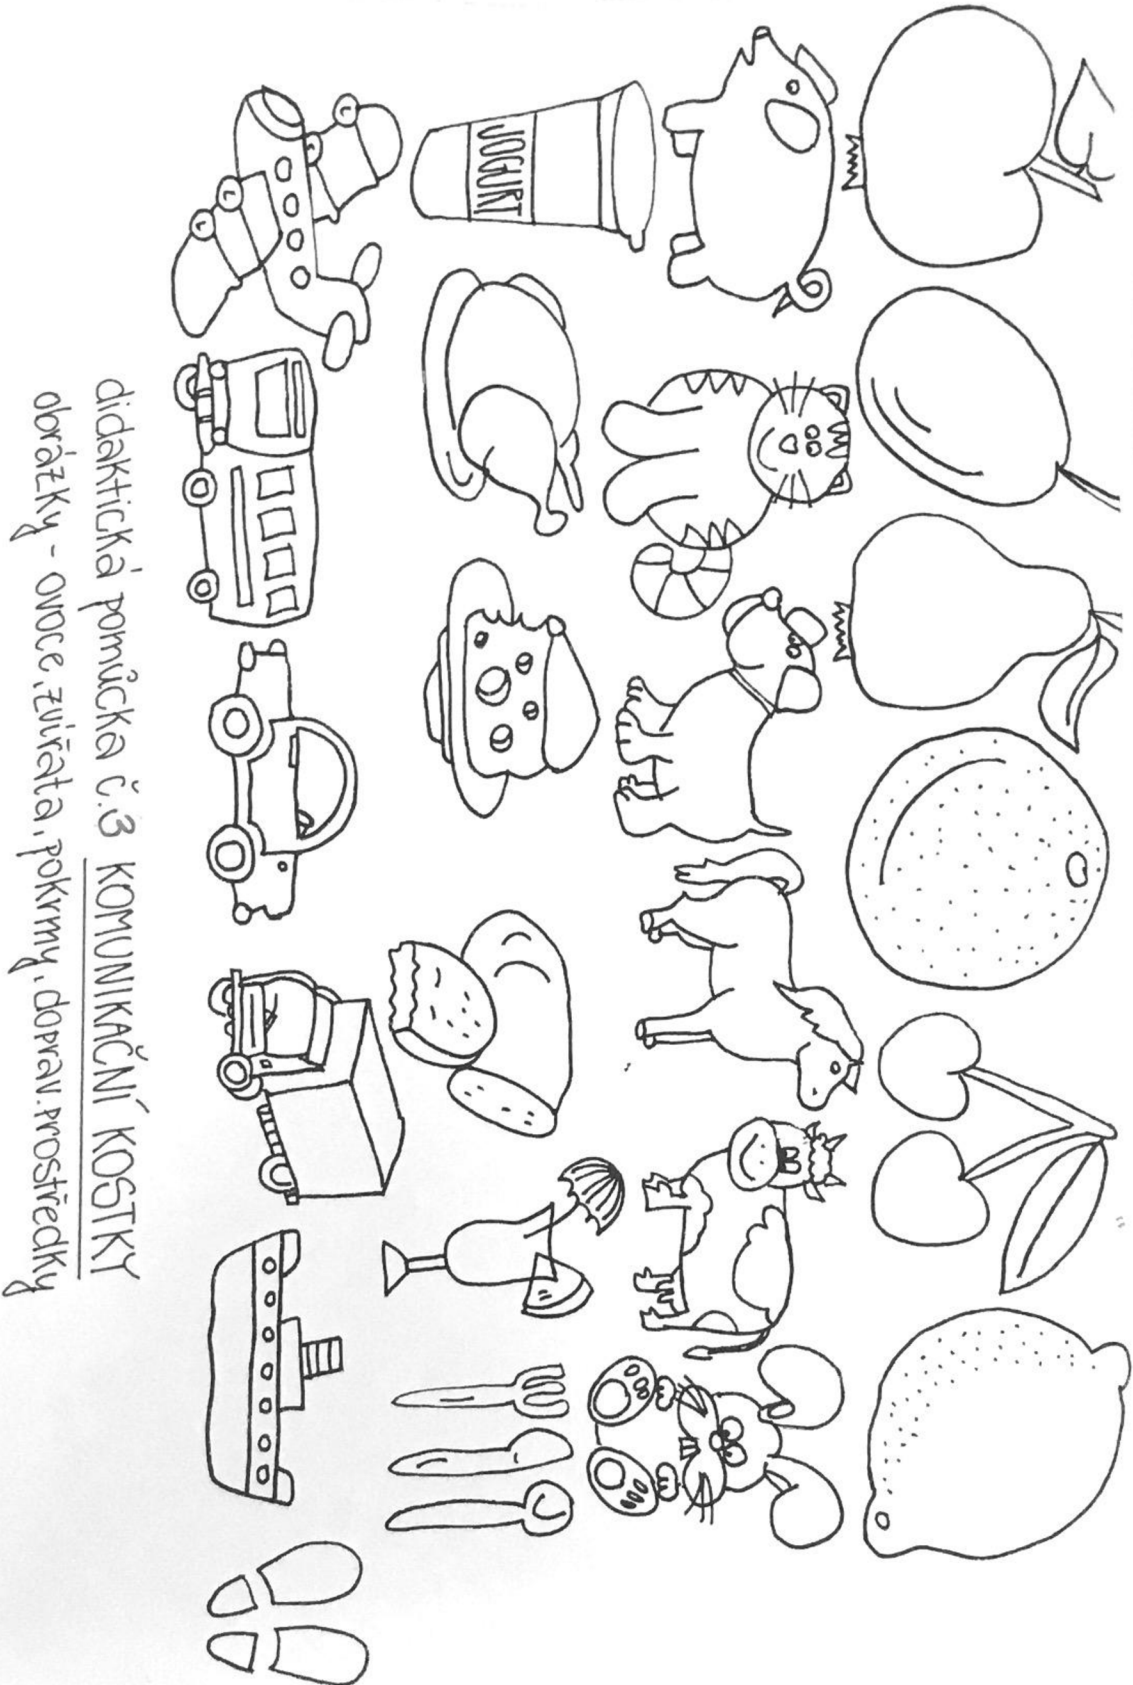 JOGURT
didaktická pomůcka č.3 KOMUNIKAČNÍ KOSTKY
obrázky - ovoce, zvířata, pokrmy, doprav. prostředky